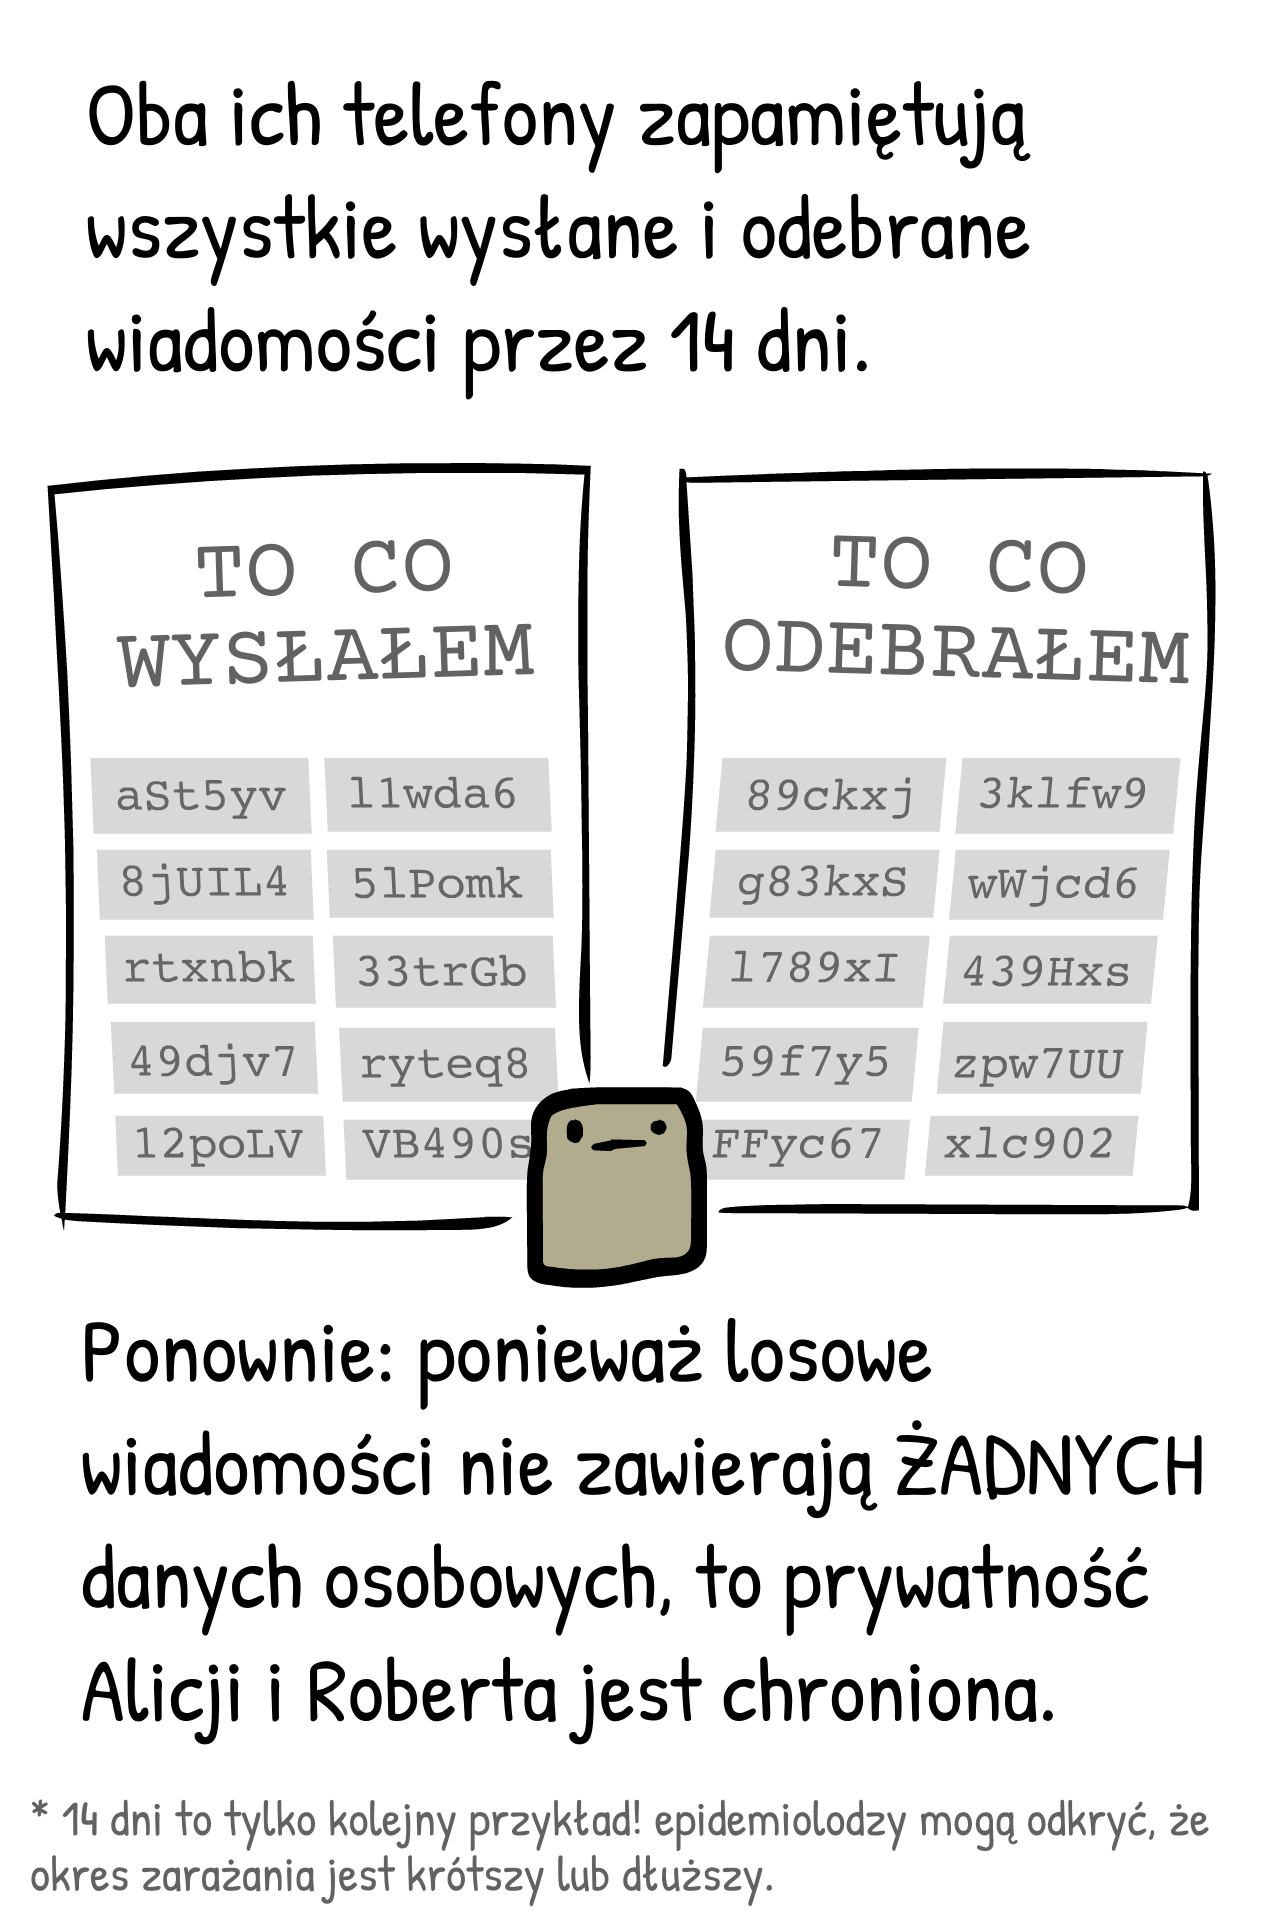 Oba ich telefony zapamiętują
wszystkie wysłane i odebrane
wiadomości przez 14 dni.
TO CO
WYSŁAŁEM
aSt5yv l1wda6
8jUIL4 5lPomk
rtxnbk 33trGb
49djv7 ryteq8
12poLV VB490s
TO CO
ODEBRAŁEM
89ckxj 3klfw9
g83kxS wWjcd6
l789xI 439Hxs
59f7y5 zpw7UU
FFyc67 xlc902
Ponownie: ponieważ losowe
wiadomości nie zawierają ŻADNYCH
danych osobowych, to prywatność
Alicji i Roberta jest chroniona.
* 14 dni to tylko kolejny przykład! epidemiolodzy mogą odkryć, że
okres zarażania jest krótszy lub dłuższy.